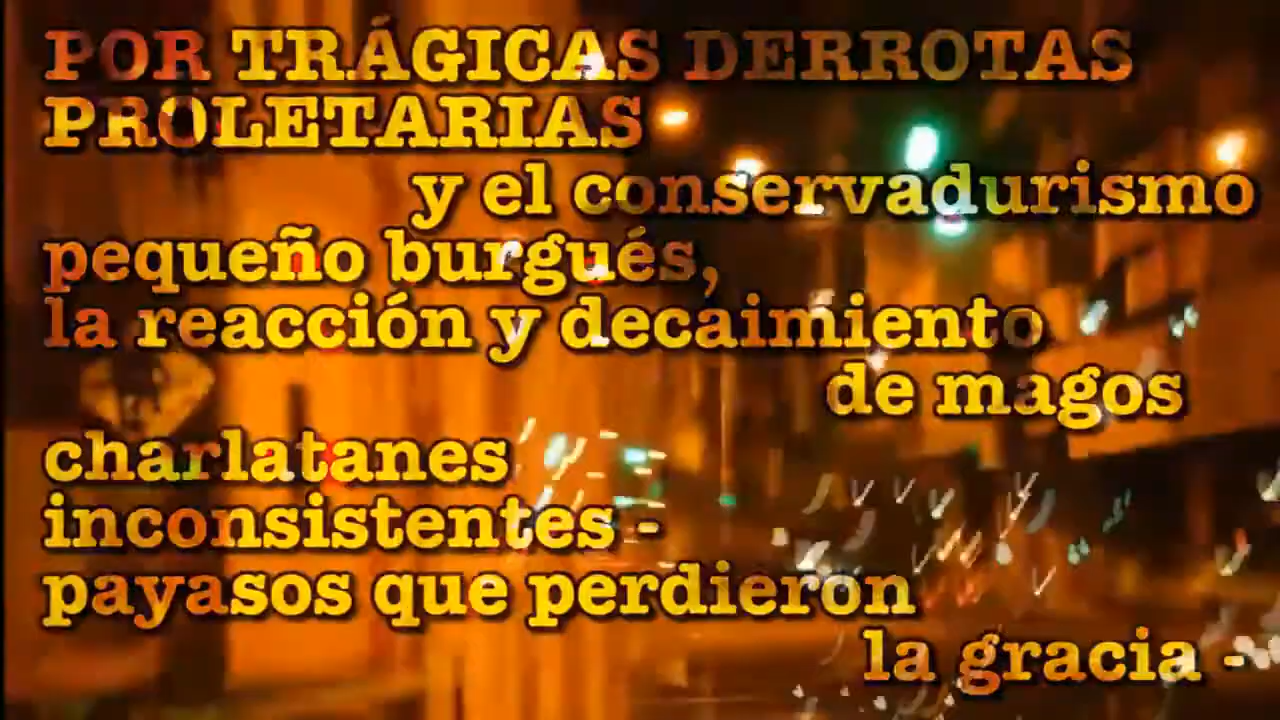 POR TRÁGICAS DERROTAS
PROLETARIAS
y el conservadurismo
pequeño burgués,
la reacción y decaimiento
de magos
charlatanes
inconsistentes -
payasos que perdieron
la gracia -